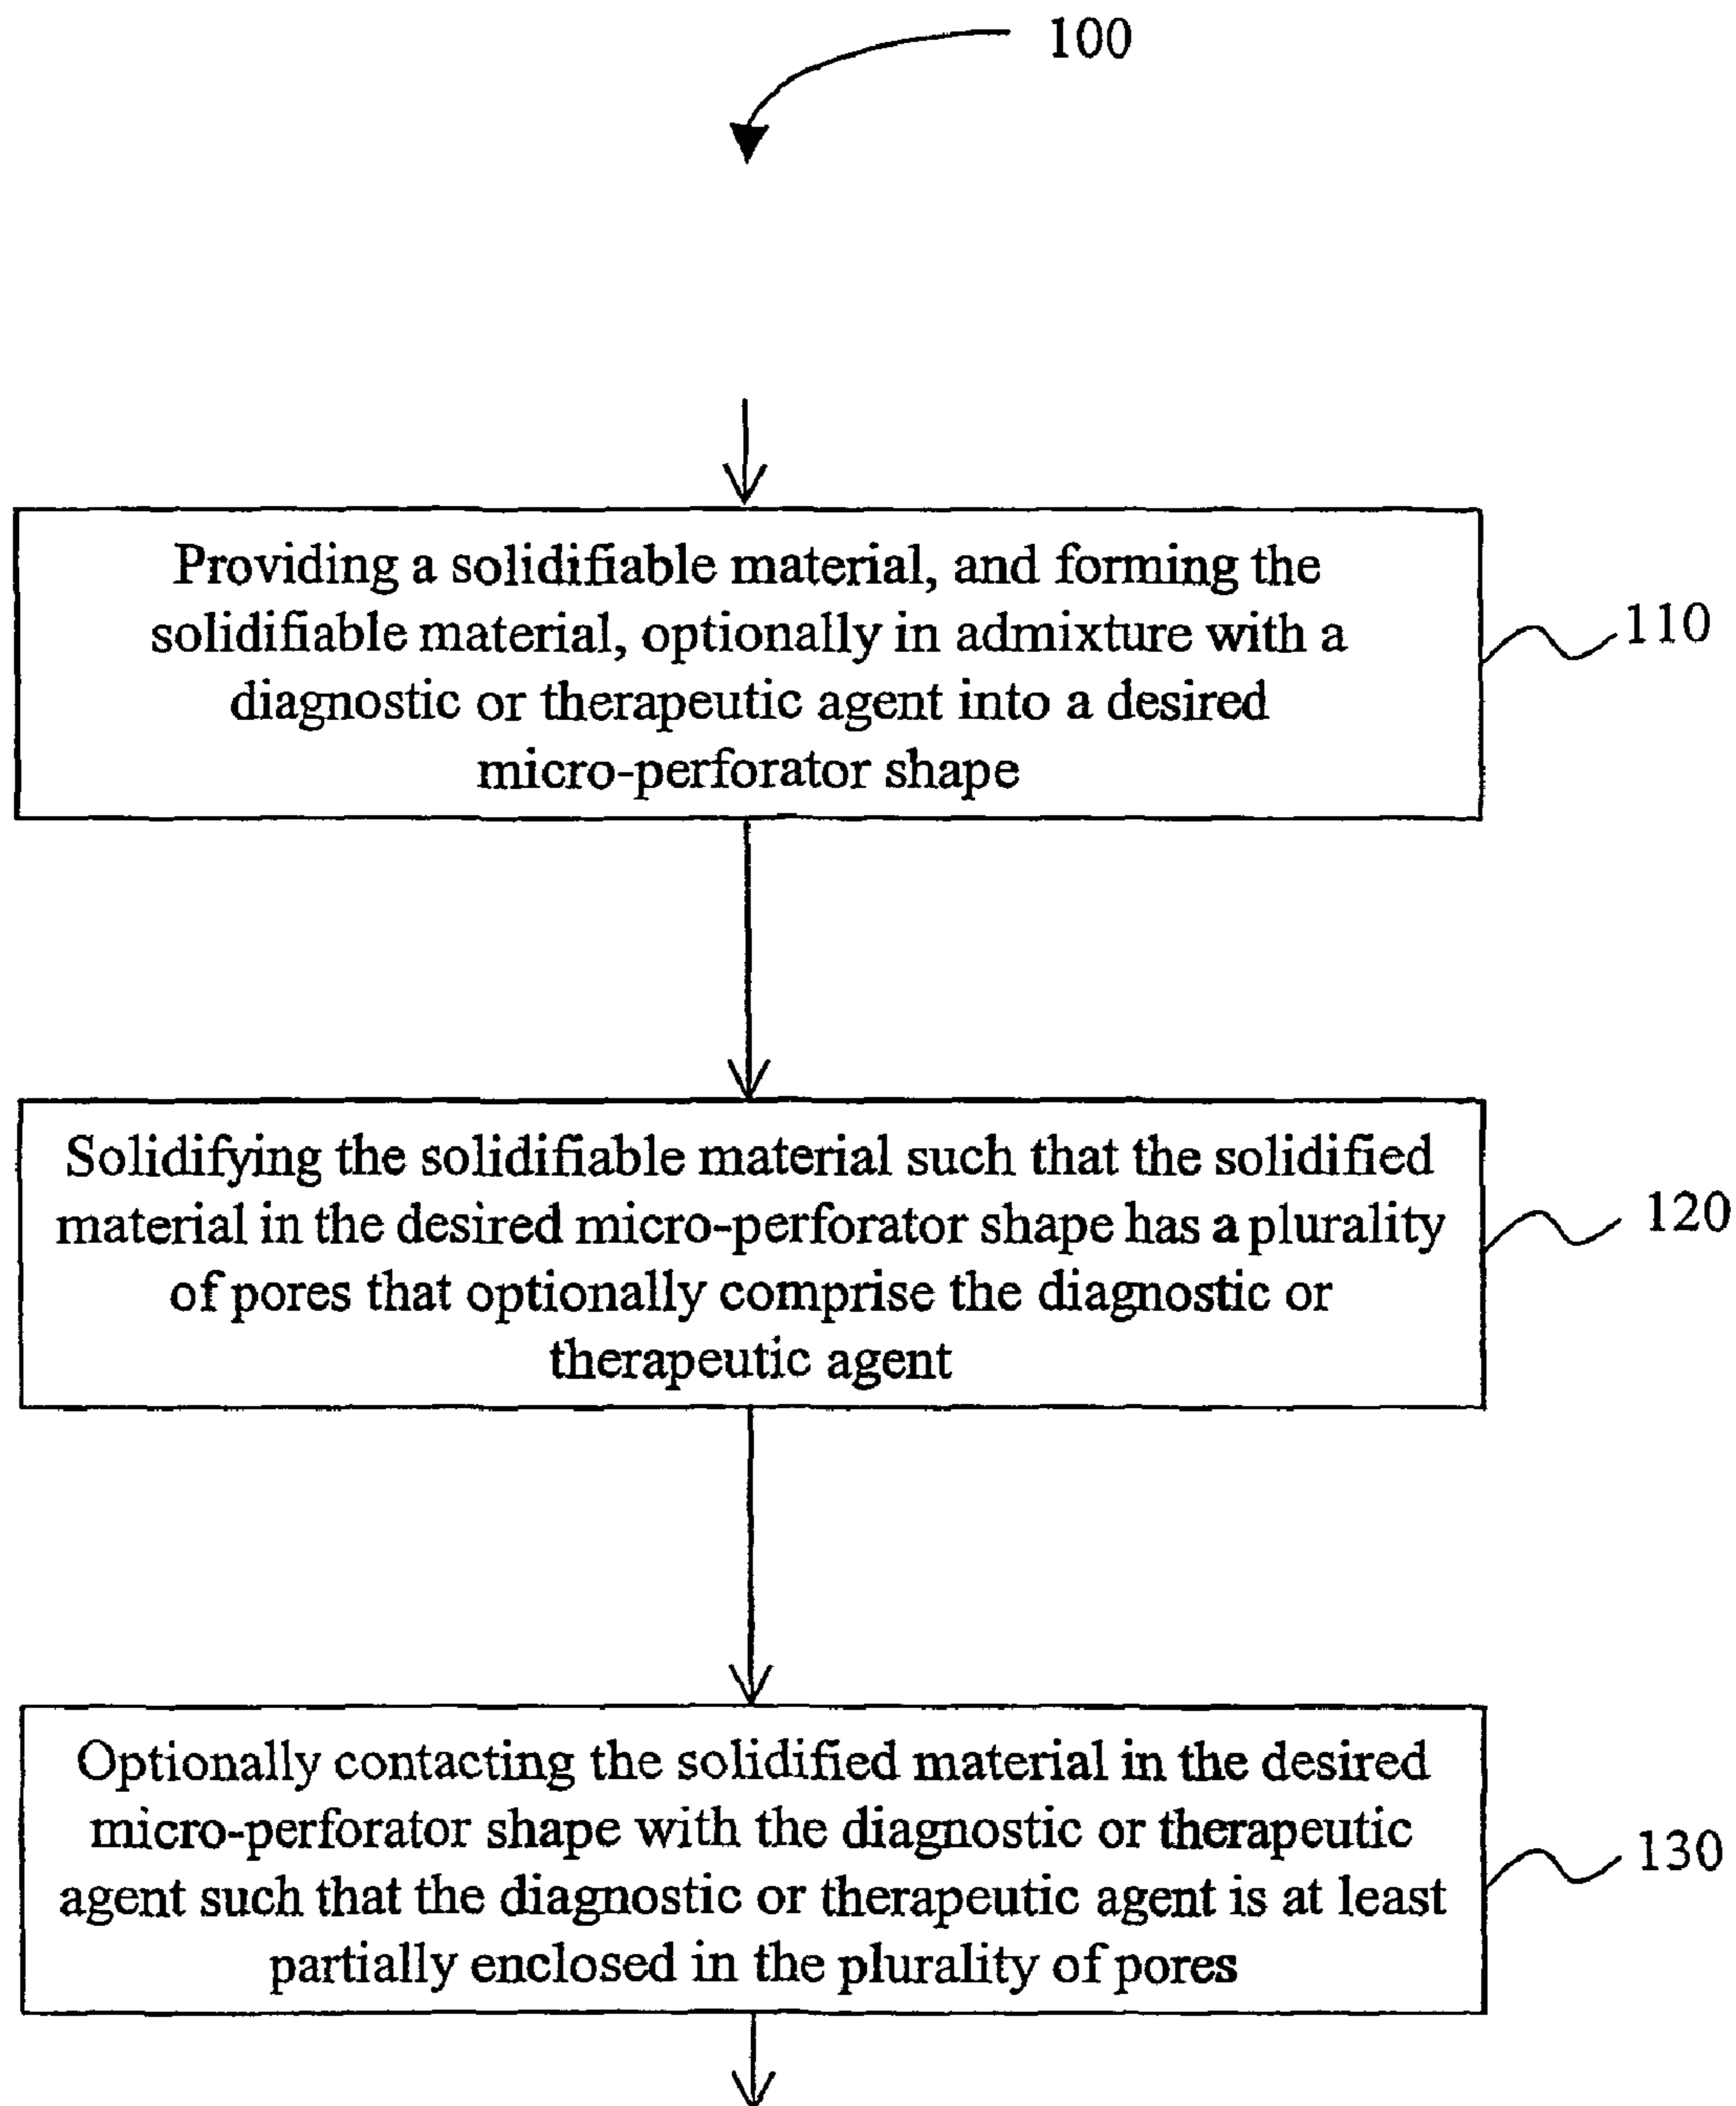 100
Providing a solidifiable material, and forming the
solidifiable material, optionally in admixture with a
diagnostic or therapeutic agent into a desired
micro-perforator shape
110
Solidifying the solidifiable material such that the solidified
material in the desired micro-perforator shape has a plurality
of pores that optionally comprise the diagnostic or
therapeutic agent
120
Optionally contacting the solidified material in the desired
micro-perforator shape with the diagnostic or therapeutic
agent such that the diagnostic or therapeutic agent is at least
partially enclosed in the plurality of pores
130